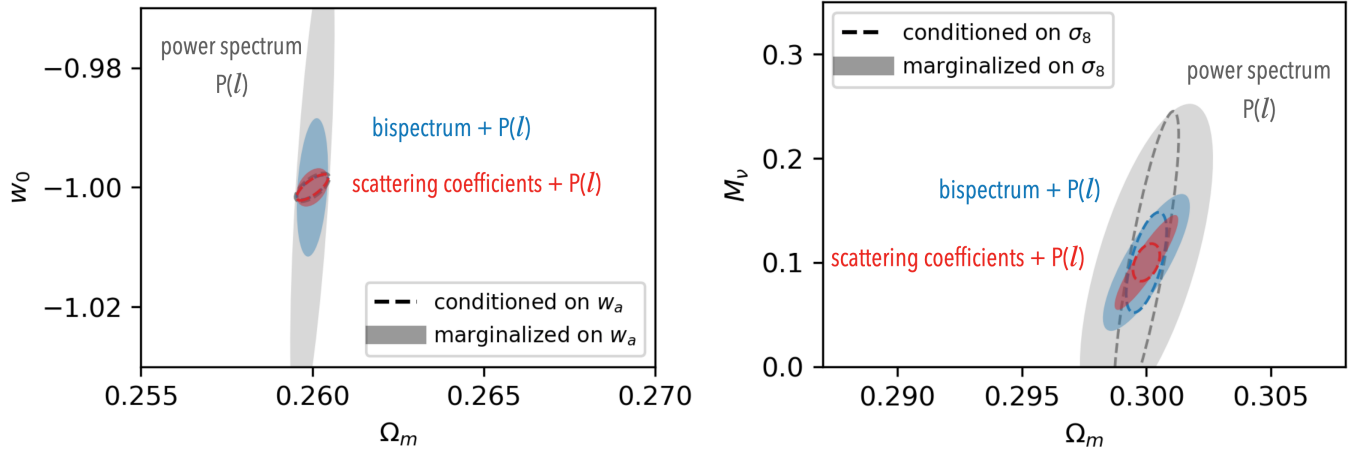 power spectrum
P(l)
bispectrum + P(l)
scattering coefficients + P(l)
conditioned on wₐ
marginalized on wₐ
w₀
−0.98
−1.00
−1.02
0.255
0.260
0.265
0.270
Ωₘ
conditioned on σ₈
marginalized on σ₈
power spectrum
P(l)
bispectrum + P(l)
scattering coefficients + P(l)
Mᵥ
0.3
0.2
0.1
0.0
0.290
0.295
0.300
0.305
Ωₘ